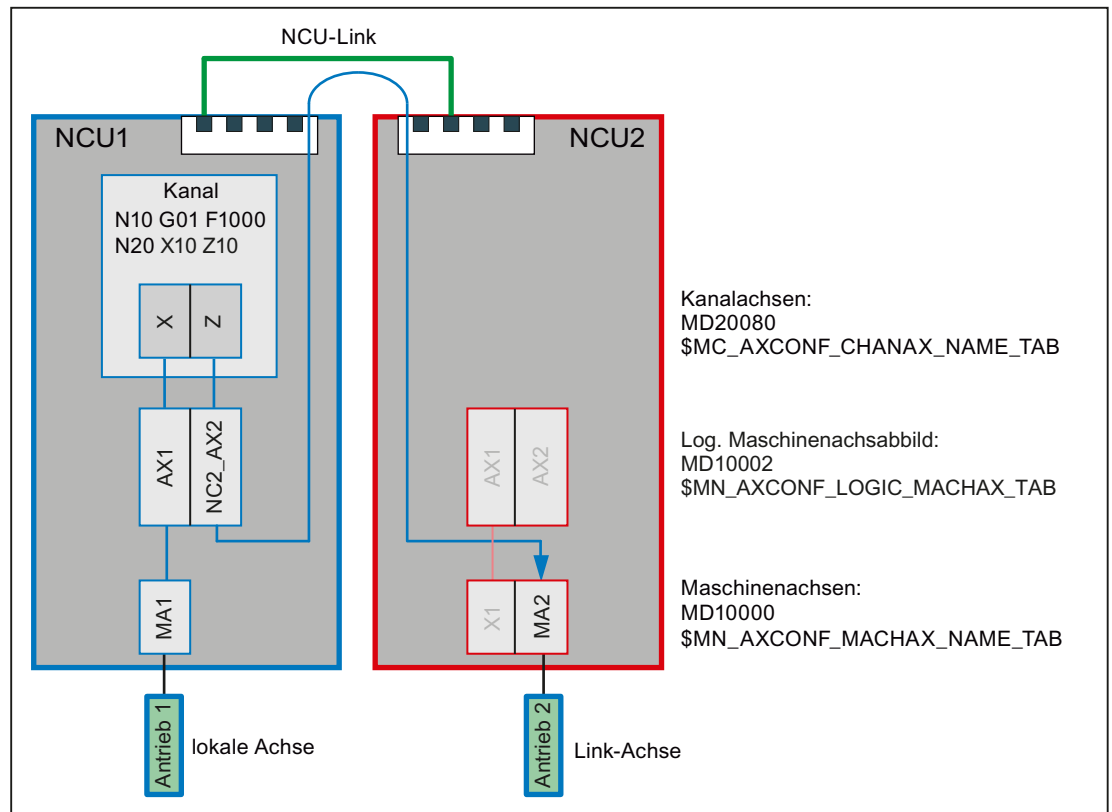 NCU-Link
NCU1
NCU2
Kanal
N10 G01 F1000
N20 X10 Z10
X
Z
Kanalachsen:
MD20080
$MC_AXCONF_CHANAX_NAME_TAB
AX1
NC2_AX2
AX1
AX2
Log. Maschinenachsabbild:
MD10002
$MN_AXCONF_LOGIC_MACHAX_TAB
MA1
X1
MA2
Maschinenachsen:
MD10000
$MN_AXCONF_MACHAX_NAME_TAB
Antrieb 1
lokale Achse
Antrieb 2
Link-Achse